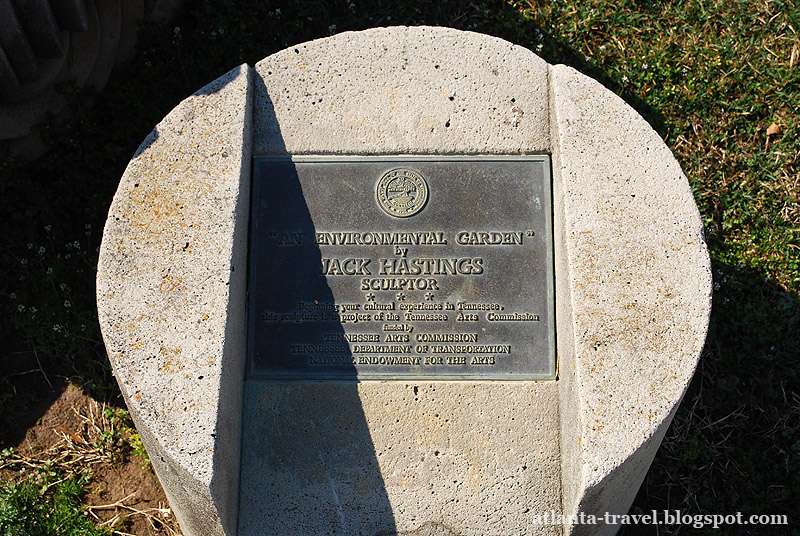 "AN ENVIRONMENTAL GARDEN"
by
JACK HASTINGS
SCULPTOR
* * *
Beginning your cultural experience in Tennessee,
this sculpture is a project of the Tennessee Arts Commission
funded by
TENNESSEE ARTS COMMISSION
TENNESSEE DEPARTMENT OF TRANSPORTATION
NATIONAL ENDOWMENT FOR THE ARTS
atlanta-travel.blogspot.com